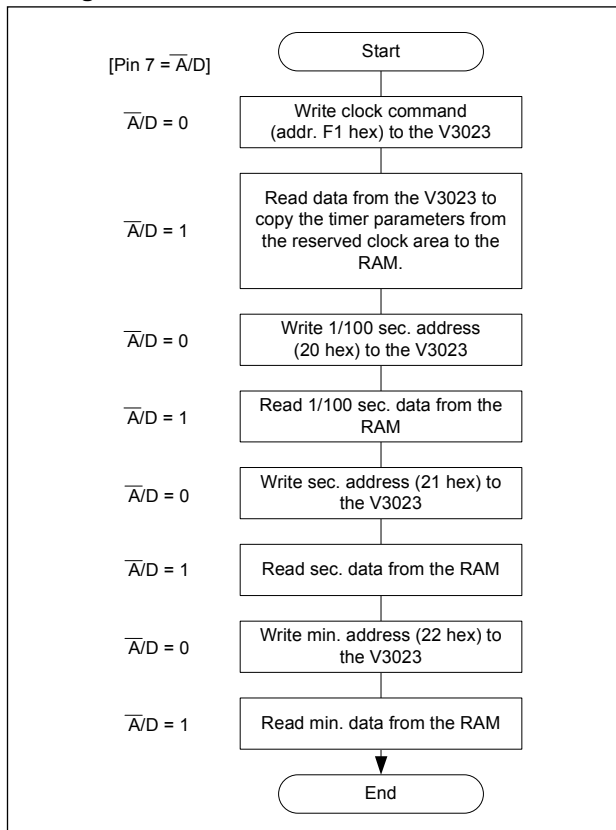 [Pin 7 = A̅/D]
Start
A̅/D = 0
Write clock command
(addr. F1 hex) to the V3023
A̅/D = 1
Read data from the V3023 to
copy the timer parameters from
the reserved clock area to the
RAM.
A̅/D = 0
Write 1/100 sec. address
(20 hex) to the V3023
A̅/D = 1
Read 1/100 sec. data from the
RAM
A̅/D = 0
Write sec. address (21 hex) to
the V3023
A̅/D = 1
Read sec. data from the RAM
A̅/D = 0
Write min. address (22 hex) to
the V3023
A̅/D = 1
Read min. data from the RAM
End